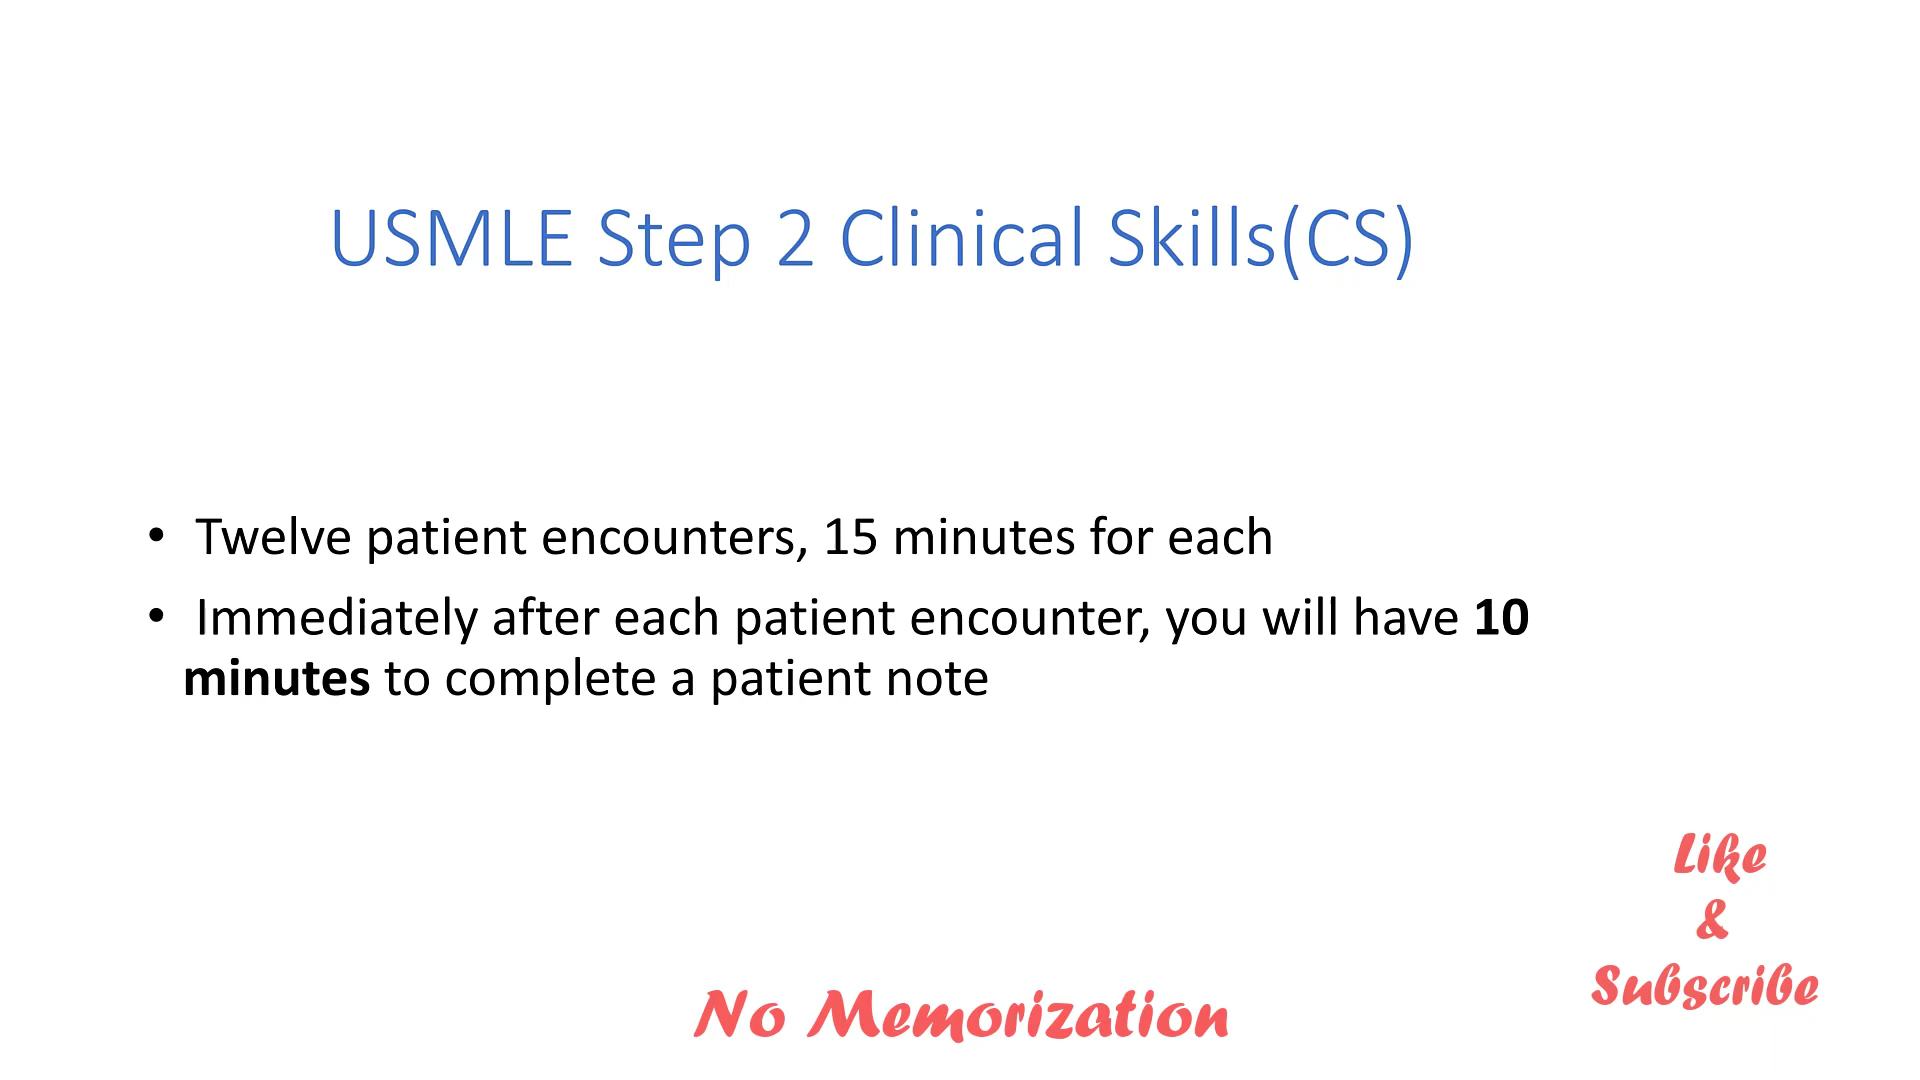 USMLE Step 2 Clinical Skills(CS)
• Twelve patient encounters, 15 minutes for each
• Immediately after each patient encounter, you will have 10
minutes to complete a patient note
Like
&
Subscribe
No Memorization